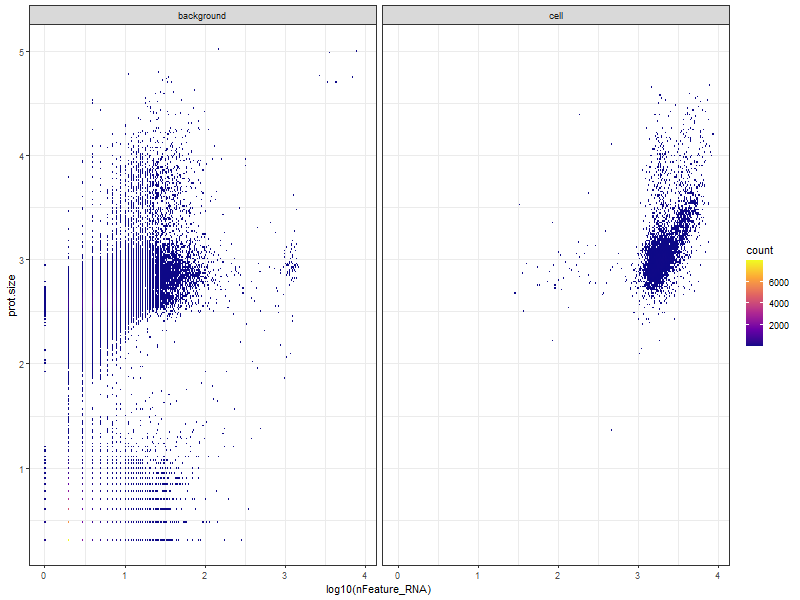 background
cell
5
4
3
2
1
prot.size
0 1 2 3 4
0 1 2 3 4
log10(nFeature_RNA)
count
6000
4000
2000